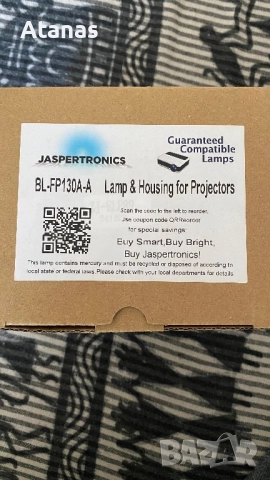 Atanas
JASPERTRONICS
Guaranteed
Compatible
Lamps
BL-FP130A-A Lamp & Housing for Projectors
Scan the code to the left to reorder,
Use coupon code QRReorder
for special savings
Buy Smart,Buy Bright,
Buy Jaspertronics!
This lamp contains mercury and must be recycled or disposed of according to
local state or federal laws.Please check with your local departments for details
BAZAR